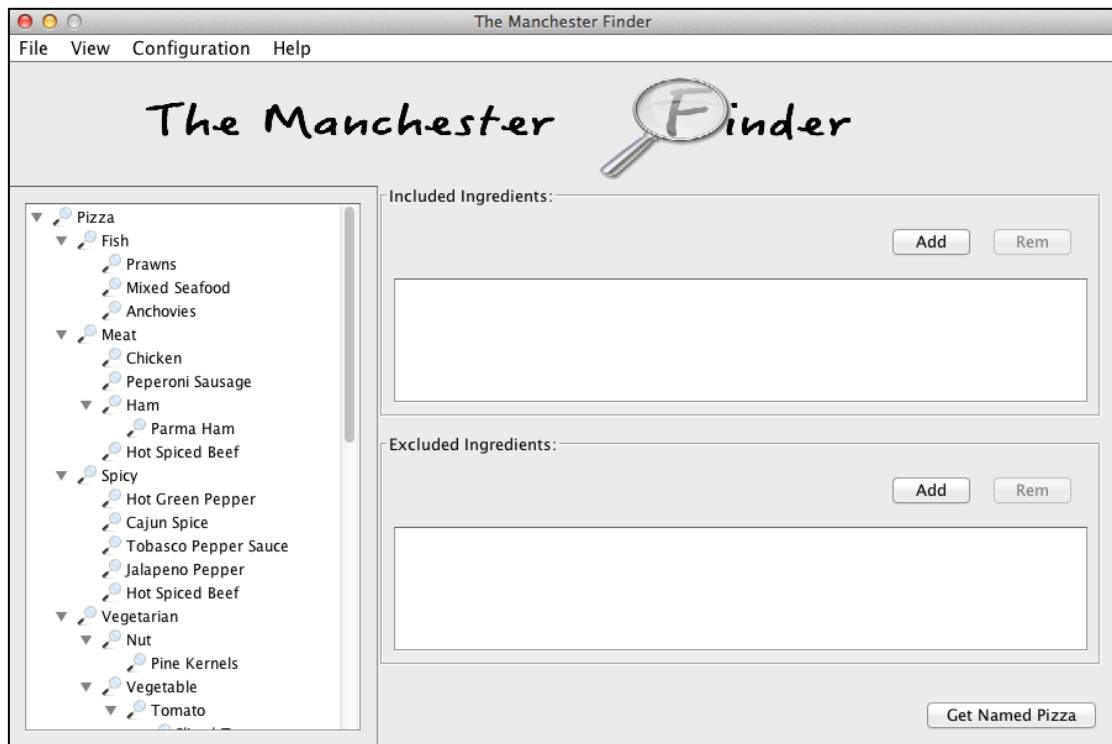 The Manchester Finder
File View Configuration Help
The Manchester Finder
Pizza
Fish
Prawns
Mixed Seafood
Anchovies
Meat
Chicken
Peperoni Sausage
Ham
Parma Ham
Hot Spiced Beef
Spicy
Hot Green Pepper
Cajun Spice
Tobasco Pepper Sauce
Jalapeno Pepper
Hot Spiced Beef
Vegetarian
Nut
Pine Kernels
Vegetable
Tomato
Included Ingredients:
Add Rem
Excluded Ingredients:
Add Rem
Get Named Pizza